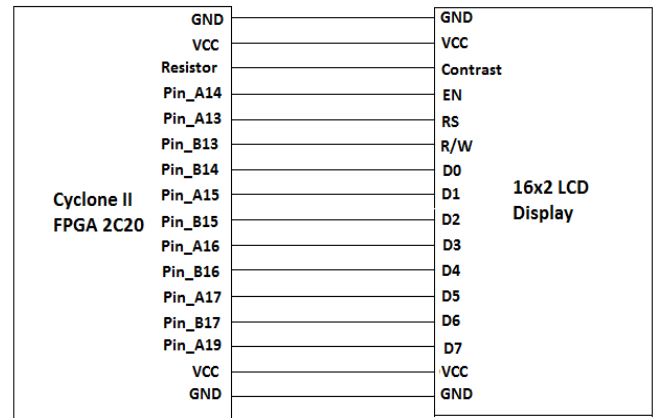 GND GND
VCC VCC
Resistor Contrast
Pin_A14 EN
Pin_A13 RS
Pin_B13 R/W
Pin_B14 D0
Pin_A15 D1
Pin_B15 D2
Pin_A16 D3
Pin_B16 D4
Pin_A17 D5
Pin_B17 D6
Pin_A19 D7
VCC VCC
GND GND
Cyclone II
FPGA 2C20
16x2 LCD
Display